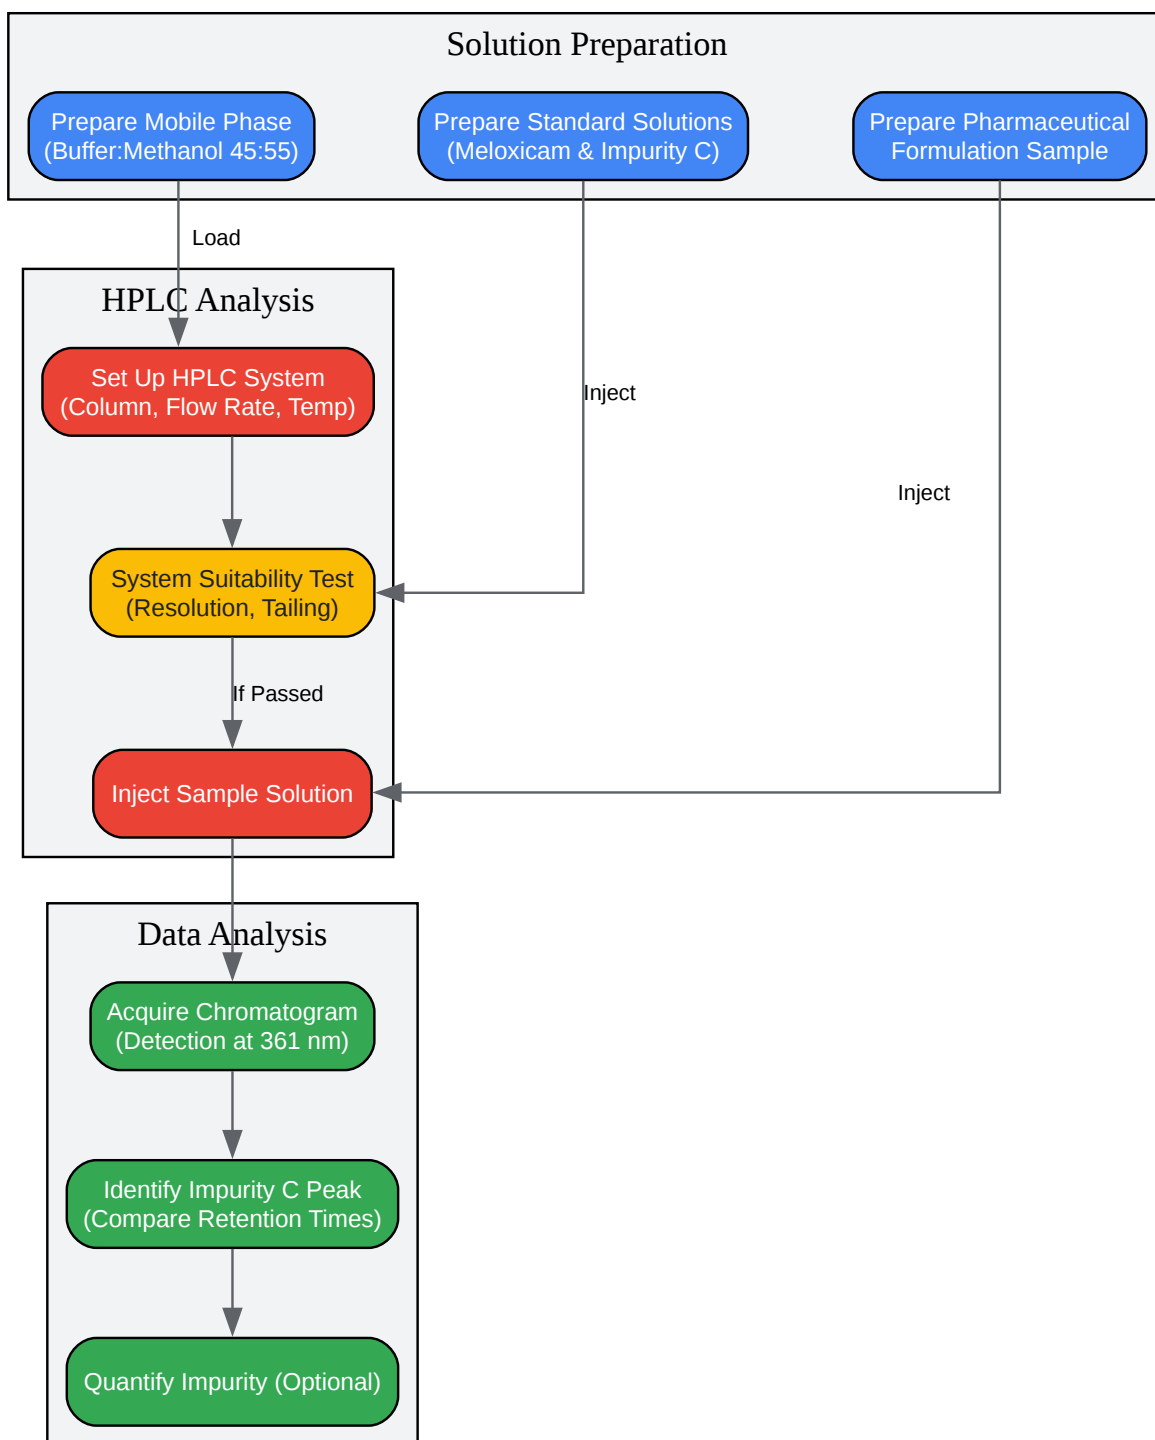 Solution Preparation
Prepare Mobile Phase
(Buffer:Methanol 45:55)
Prepare Standard Solutions
(Meloxicam & Impurity C)
Prepare Pharmaceutical
Formulation Sample
Load
HPLC Analysis
Set Up HPLC System
(Column, Flow Rate, Temp)
Inject
Inject
System Suitability Test
(Resolution, Tailing)
If Passed
Inject Sample Solution
Data Analysis
Acquire Chromatogram
(Detection at 361 nm)
Identify Impurity C Peak
(Compare Retention Times)
Quantify Impurity (Optional)